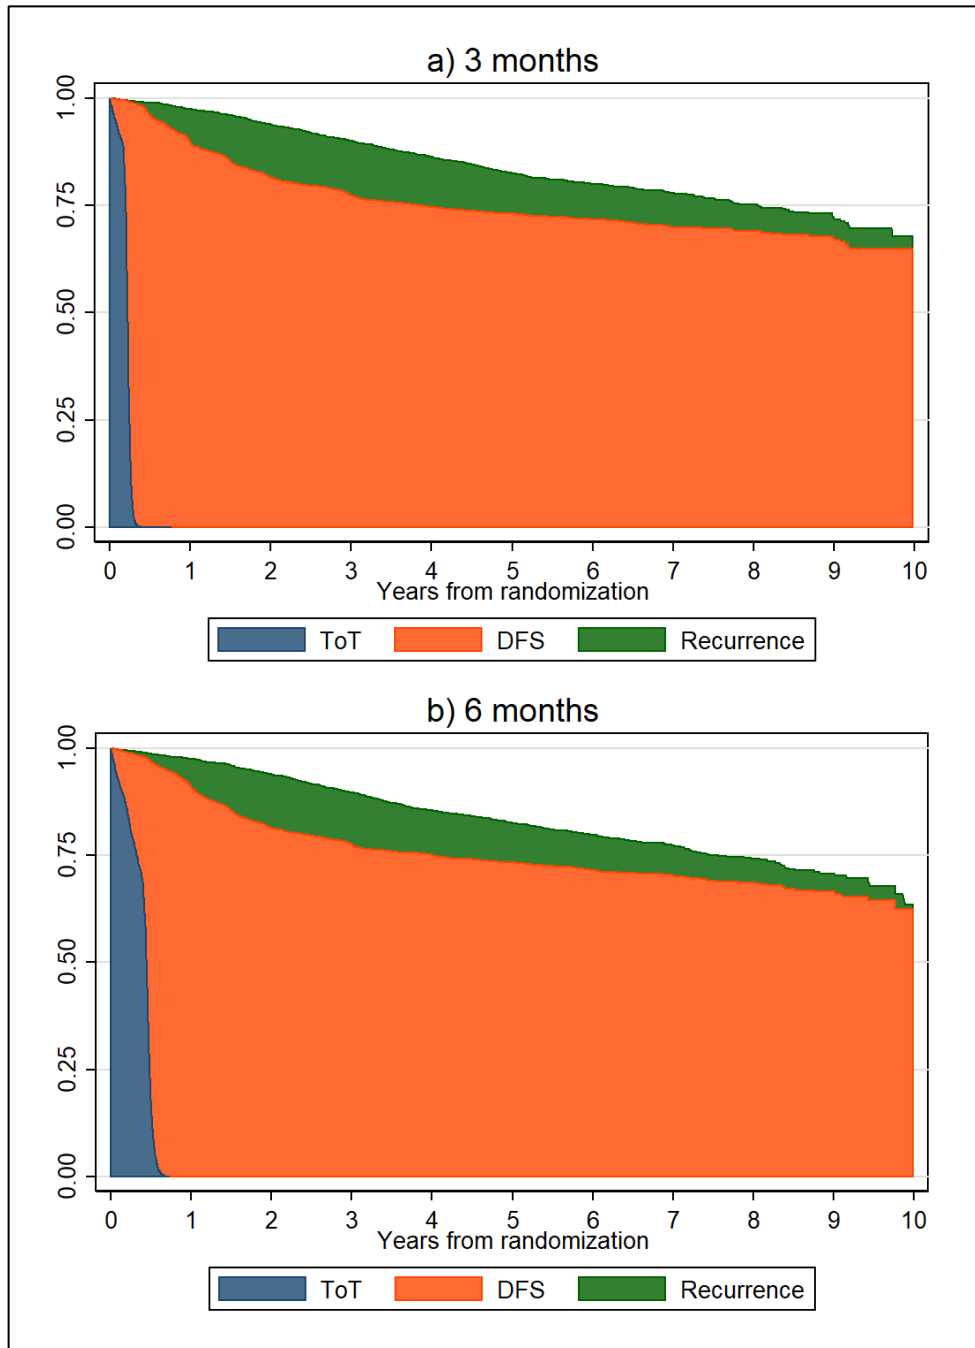 a) 3 months
1.00
0.75
0.50
0.25
0.00
0 1 2 3 4 5 6 7 8 9 10
Years from randomization
ToT DFS Recurrence
b) 6 months
1.00
0.75
0.50
0.25
0.00
0 1 2 3 4 5 6 7 8 9 10
Years from randomization
ToT DFS Recurrence